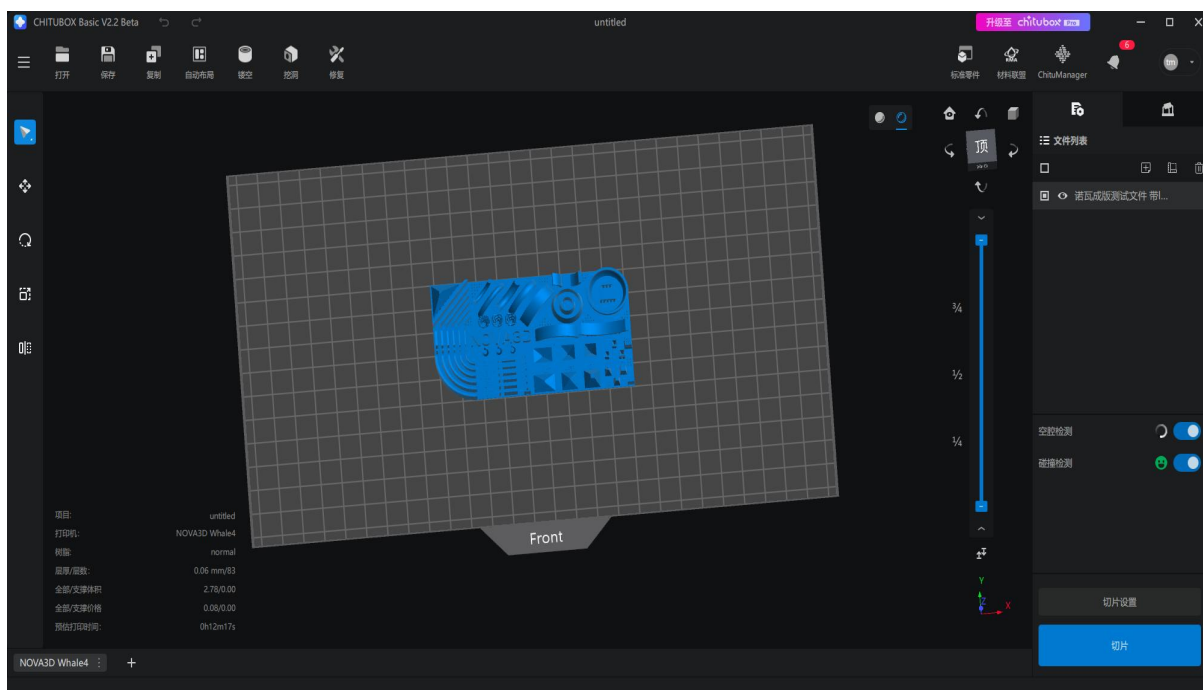 CHITUBOX Basic V2.2 Beta
untitled
升级至 chitubox Pro
打开
保存
复制
自动布局
镂空
挖洞
修复
标准零件
材料联盟
ChituManager
6
tm
文件列表
诺瓦成版测试文件 带l...
顶
3/4
1/2
1/4
空腔检测
碰撞检测
Front
项目: untitled
打印机: NOVA3D Whale4
树脂: normal
层厚/层数: 0.06 mm/83
全部/支撑体积 2.78/0.00
全部/支撑价格 0.08/0.00
预估打印时间: 0h12m17s
Y
Z
X
切片设置
切片
NOVA3D Whale4